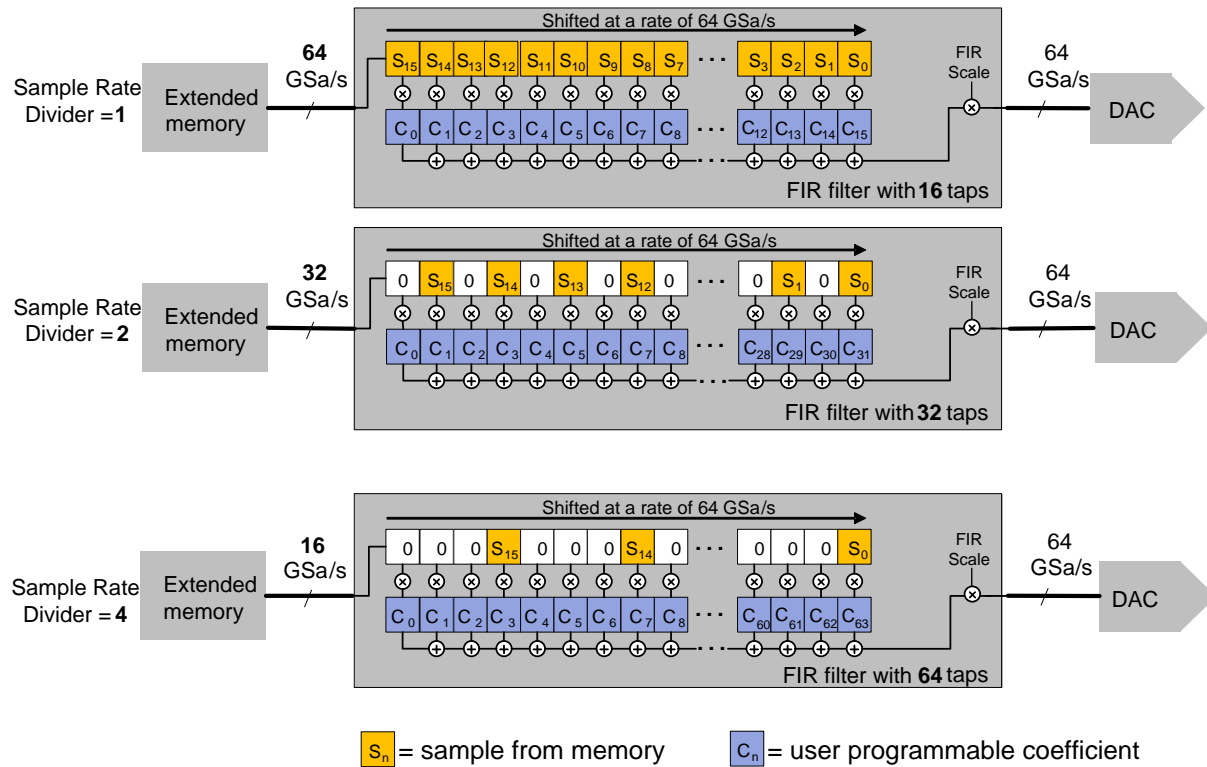 Shifted at a rate of 64 GSa/s
Sample Rate
Divider =1
Extended
memory
64
GSa/s
S15 S14 S13 S12 S11 S10 S9 S8 S7 · · · S3 S2 S1 S0
C0 C1 C2 C3 C4 C5 C6 C7 C8 · · · C12 C13 C14 C15
FIR
Scale
64
GSa/s
DAC
FIR filter with 16 taps
Shifted at a rate of 64 GSa/s
Sample Rate
Divider =2
Extended
memory
32
GSa/s
0 S15 0 S14 0 S13 0 S12 0 · · · 0 S1 0 S0
C0 C1 C2 C3 C4 C5 C6 C7 C8 · · · C28 C29 C30 C31
FIR
Scale
64
GSa/s
DAC
FIR filter with 32 taps
Shifted at a rate of 64 GSa/s
Sample Rate
Divider =4
Extended
memory
16
GSa/s
0 0 0 S15 0 0 0 S14 0 · · · 0 0 0 S0
C0 C1 C2 C3 C4 C5 C6 C7 C8 · · · C60 C61 C62 C63
FIR
Scale
64
GSa/s
DAC
FIR filter with 64 taps
Sn = sample from memory
Cn = user programmable coefficient